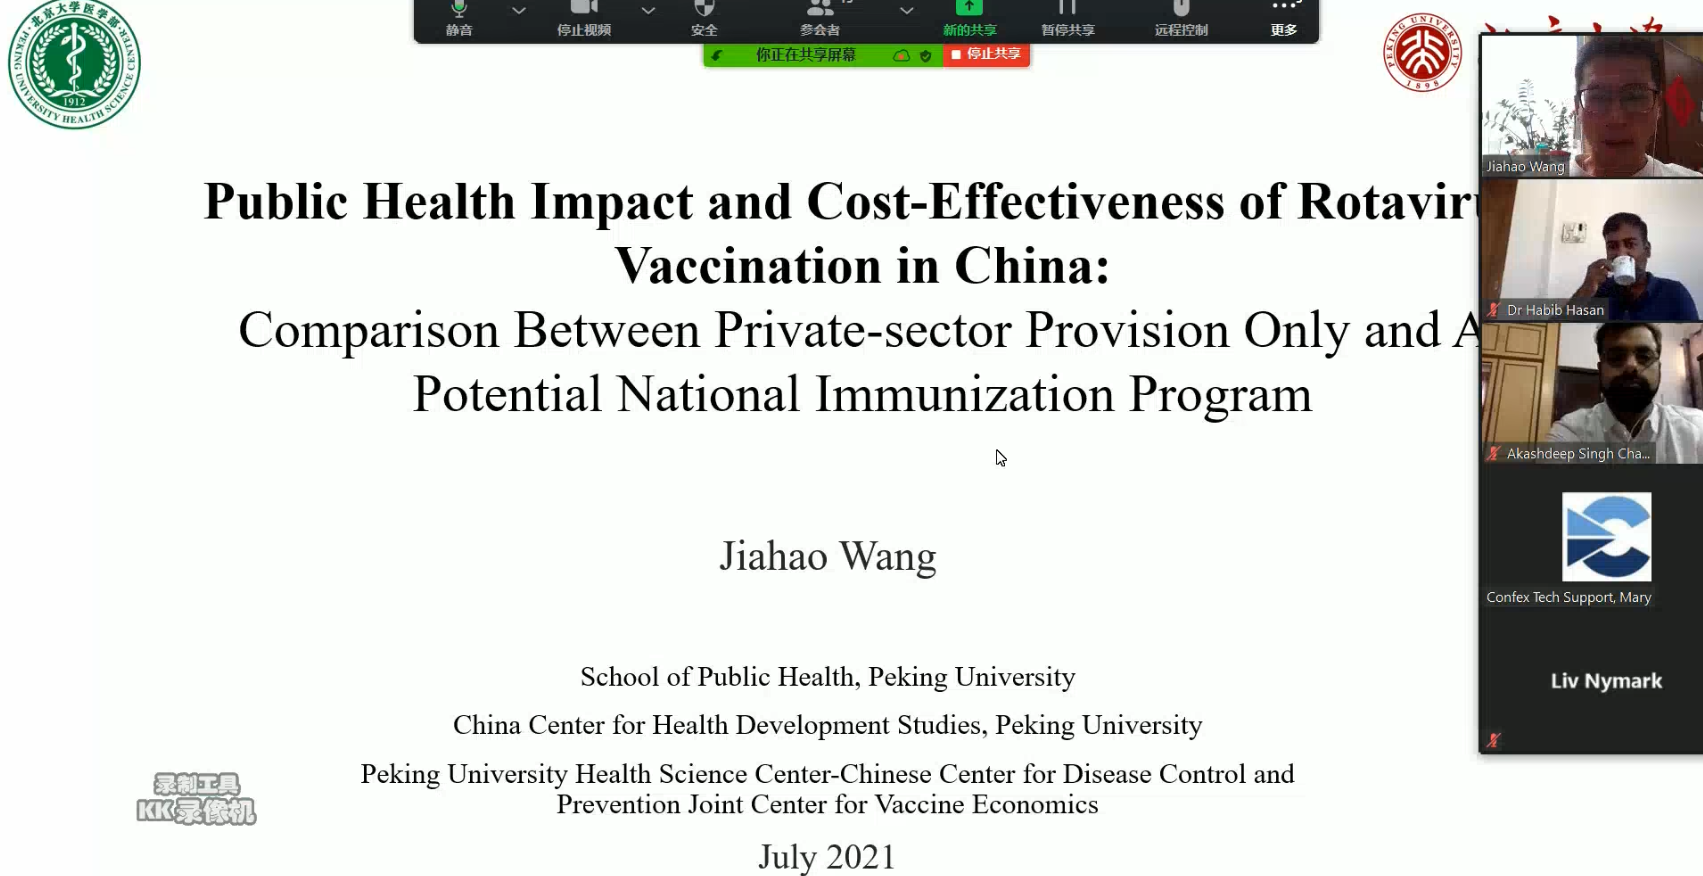 静音
停止视频
安全
参会者
新的共享
暂停共享
远程控制
更多
你正在共享屏幕
停止共享
北京大学医学部
PEKING UNIVERSITY HEALTH SCIENCE CENTER
1912
PEKING UNIVERSITY
1898
Public Health Impact and Cost-Effectiveness of
Vaccination in China:
Comparison Between Private-sector Provision Only and A
Potential National Immunization Program
Jiahao Wang
School of Public Health, Peking University
China Center for Health Development Studies, Peking University
Peking University Health Science Center-Chinese Center for Disease Control and
Prevention Joint Center for Vaccine Economics
July 2021
录制工具
KK录像机
Jiahao Wang
Dr Habib Hasan
Akashdeep Singh Cha...
Confex Tech Support, Mary
Liv Nymark